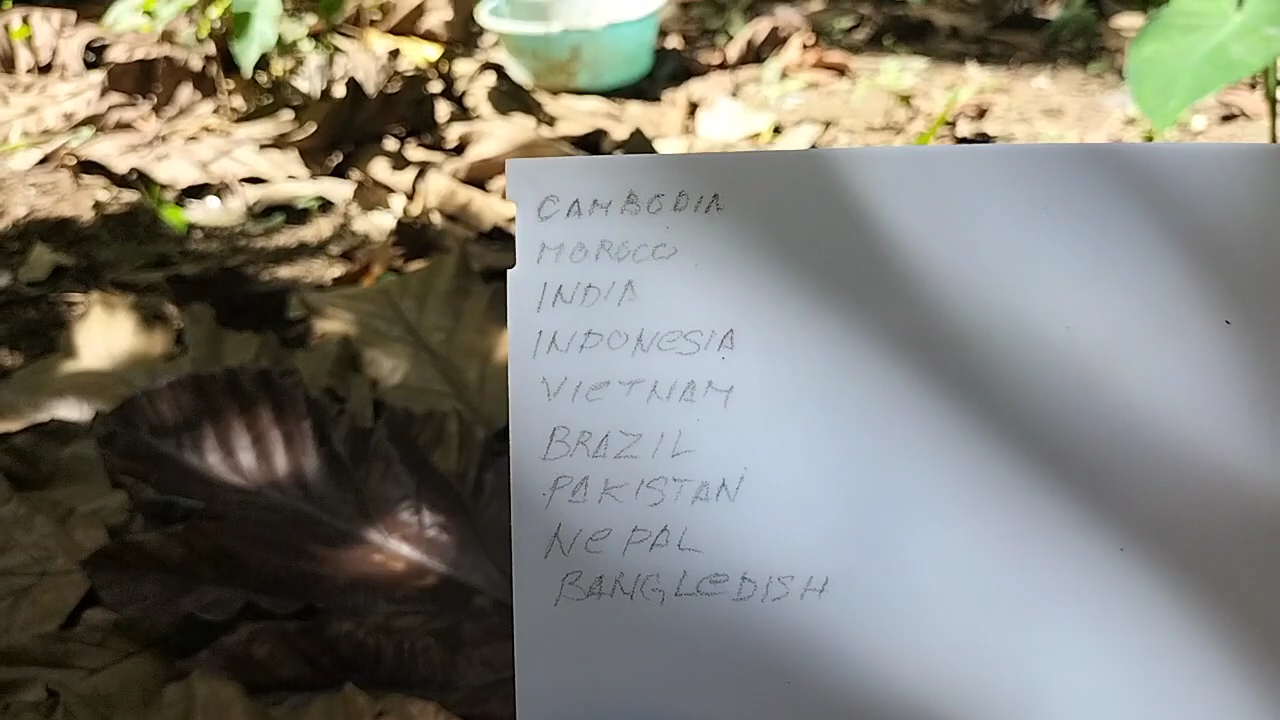 CAMBODIA
MOROCO
INDIA
INDONeSIA
VIeTNAM
BRAZIL
PAKISTAN
NePAL
BANGLeDISH